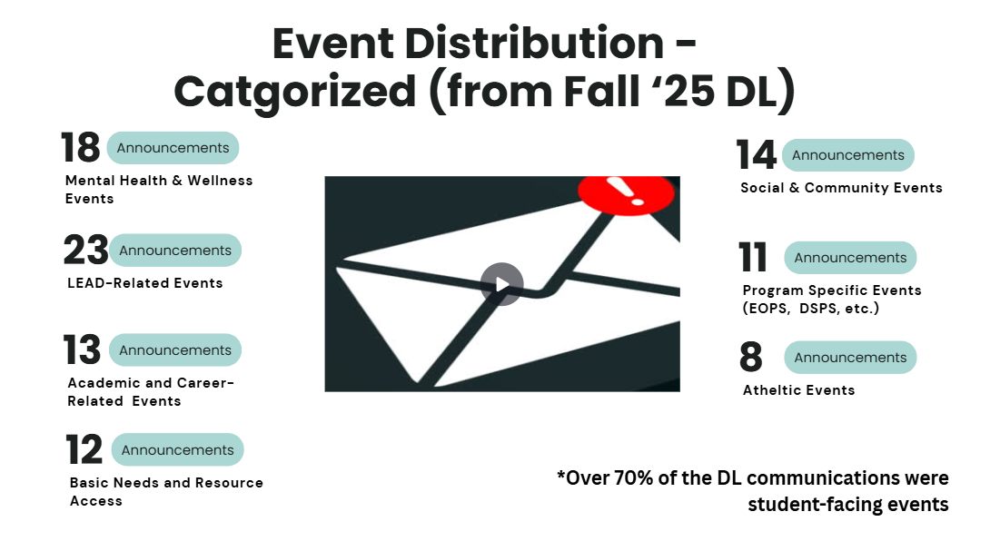 Event Distribution -
Catgorized (from Fall ‘25 DL)
18 Announcements
Mental Health & Wellness
Events
23 Announcements
LEAD-Related Events
13 Announcements
Academic and Career-
Related  Events
12 Announcements
Basic Needs and Resource
Access
14 Announcements
Social & Community Events
11 Announcements
Program Specific Events
(EOPS,  DSPS, etc.)
8 Announcements
Atheltic Events
*Over 70% of the DL communications were
student-facing events